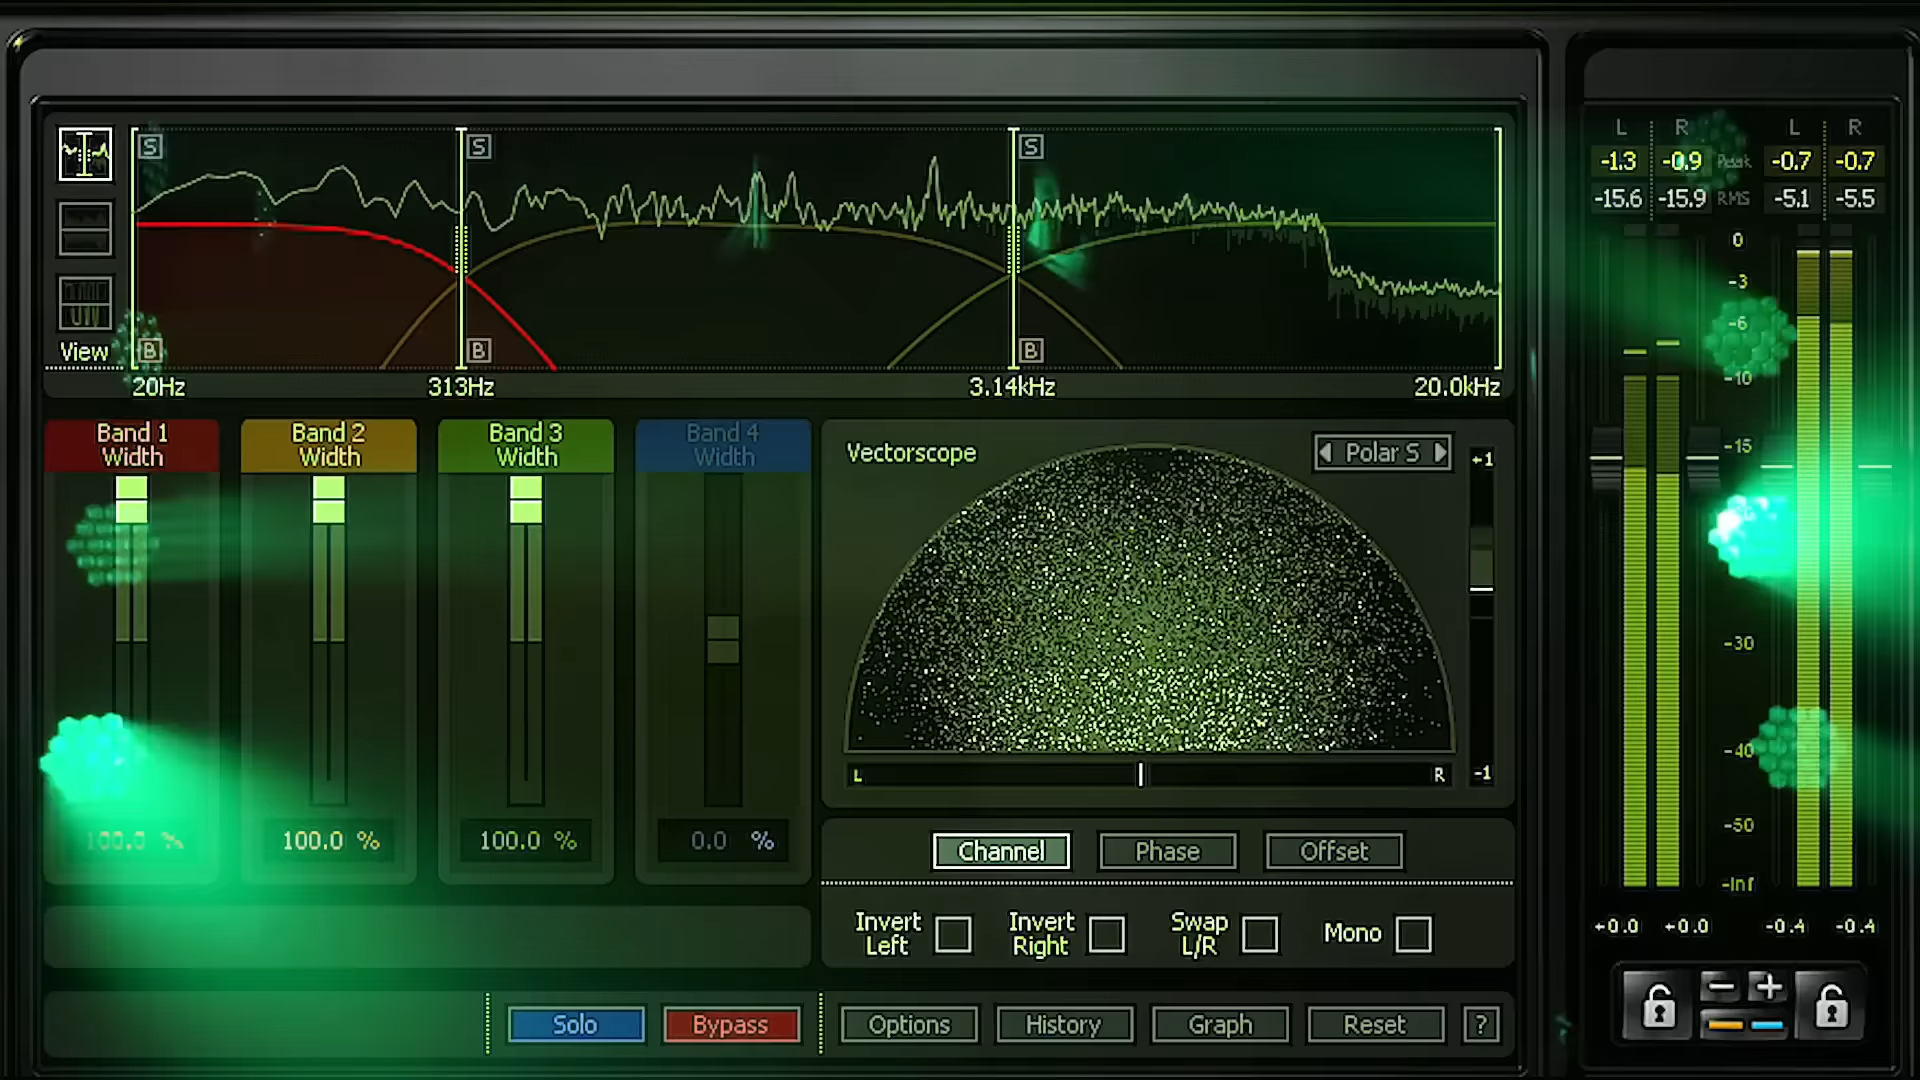 S S S
B B B
View
20Hz 313Hz 3.14kHz 20.0kHz
Band 1 Width
Band 2 Width
Band 3 Width
Band 4 Width
100.0 %
100.0 %
100.0 %
0.0 %
Vectorscope
Polar S
+1
L R
-1
Channel Phase Offset
Invert Left
Invert Right
Swap L/R
Mono
Solo Bypass Options History Graph Reset ?
L R L R
-1.3 -0.9 Peak -0.7 -0.7
-15.6 -15.9 RMS -5.1 -5.5
0
-3
-6
-10
-15
-30
-40
-50
-Inf
+0.0 +0.0 -0.4 -0.4